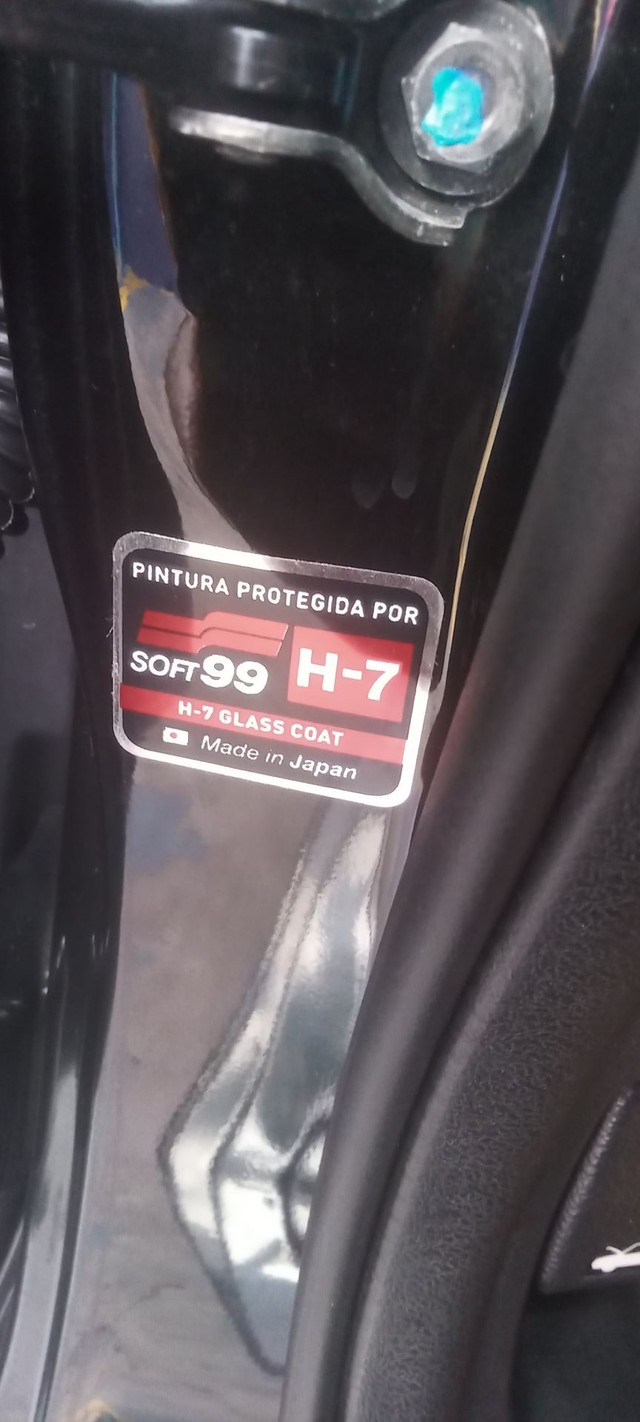 PINTURA PROTEGIDA POR
SOFT99 H-7
H-7 GLASS COAT
Made in Japan